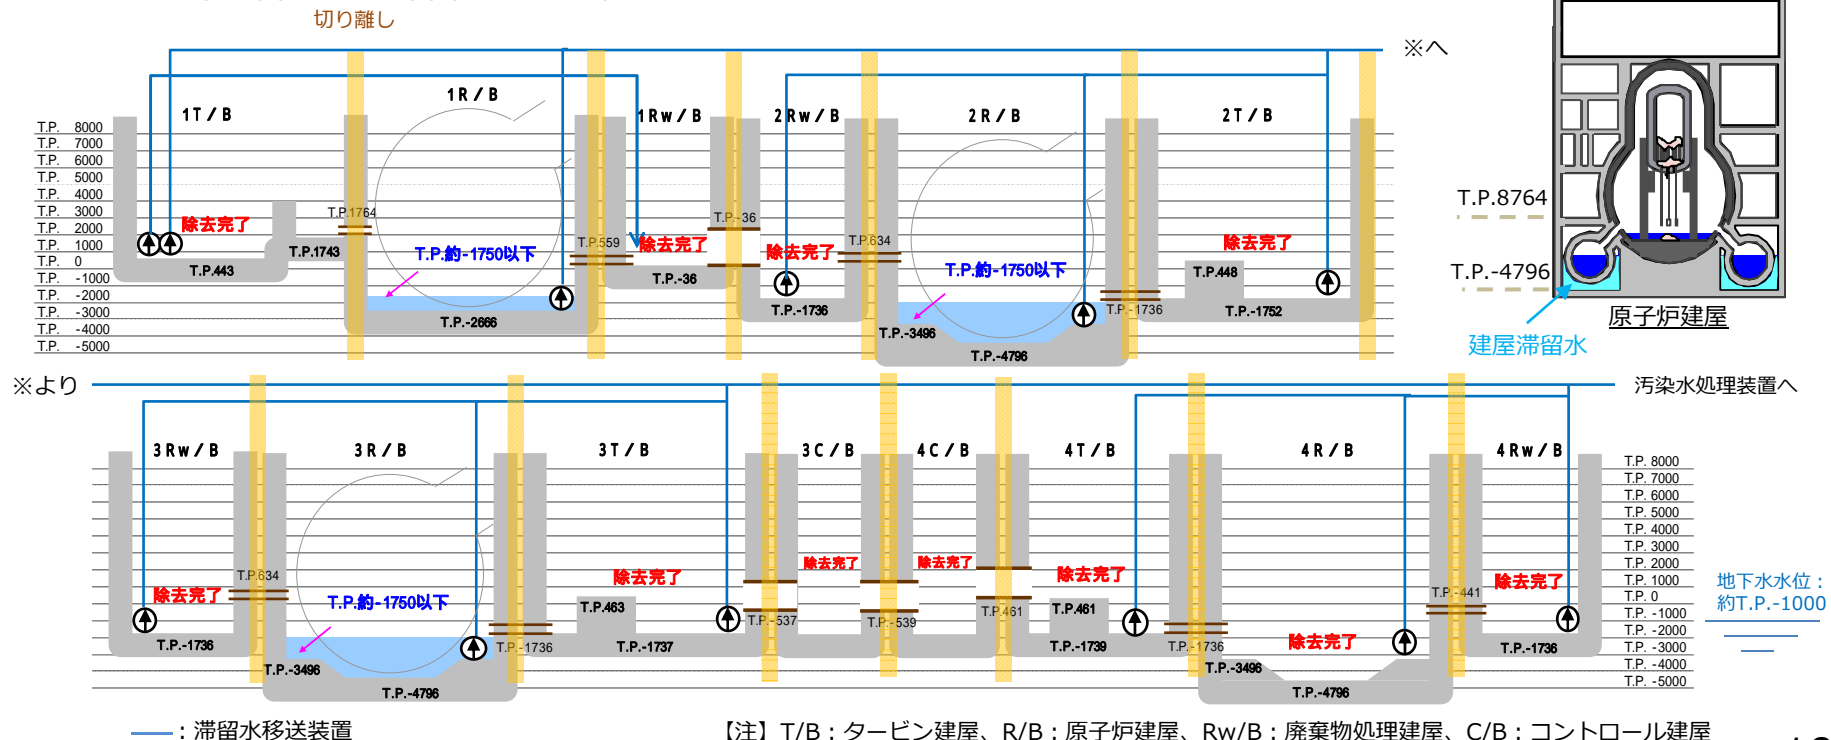 切り離し
※へ
1T/B
1R/B
1Rw/B
2Rw/B
2R/B
2T/B
T.P. 8000
T.P. 7000
T.P. 6000
T.P. 5000
T.P. 4000
T.P. 3000
T.P. 2000
T.P. 1000
T.P. 0
T.P. -1000
T.P. -2000
T.P. -3000
T.P. -4000
T.P. -5000
除去完了
T.P.443
T.P.1743
T.P.1764
T.P.約-1750以下
T.P.-2666
T.P.559
除去完了
T.P.-36
T.P.-36
除去完了
T.P.-1736
T.P.634
T.P.約-1750以下
T.P.-3496
T.P.-4796
T.P.-1736
除去完了
T.P.448
T.P.-1752
T.P.8764
T.P.-4796
原子炉建屋
建屋滞留水
※より
汚染水処理装置へ
3Rw/B
3R/B
3T/B
3C/B
4C/B
4T/B
4R/B
4Rw/B
除去完了
T.P.-1736
T.P.634
T.P.約-1750以下
T.P.-3496
T.P.-4796
T.P.-1736
除去完了
T.P.463
T.P.-1737
T.P.-537
除去完了
T.P.-539
除去完了
T.P.461
除去完了
T.P.461
T.P.-1739
T.P.-1736
T.P.-3496
除去完了
T.P.-4796
T.P.-441
除去完了
T.P.-1736
T.P. 8000
T.P. 7000
T.P. 6000
T.P. 5000
T.P. 4000
T.P. 3000
T.P. 2000
T.P. 1000
T.P. 0
T.P. -1000
T.P. -2000
T.P. -3000
T.P. -4000
T.P. -5000
地下水水位：
約T.P.-1000
：滞留水移送装置
【注】T/B：タービン建屋、R/B：原子炉建屋、Rw/B：廃棄物処理建屋、C/B：コントロール建屋